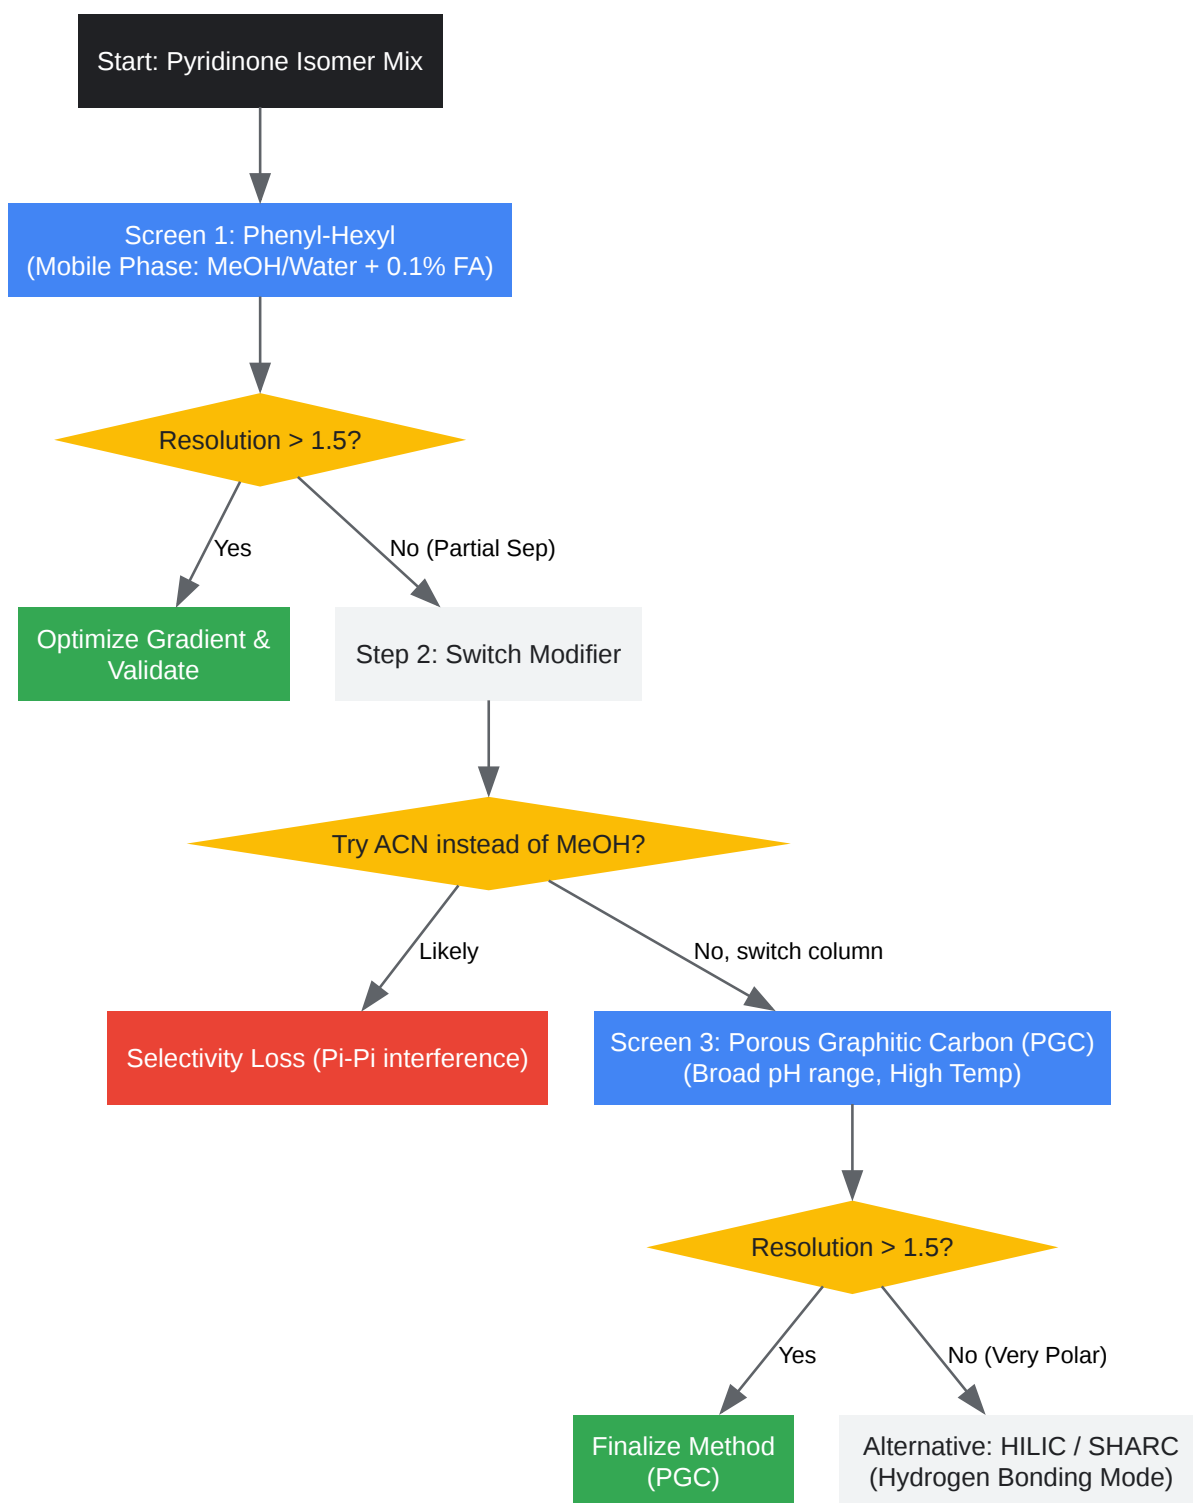 Start: Pyridinone Isomer Mix
Screen 1: Phenyl-Hexyl
(Mobile Phase: MeOH/Water + 0.1% FA)
Resolution > 1.5?
Yes
No (Partial Sep)
Optimize Gradient &
Validate
Step 2: Switch Modifier
Try ACN instead of MeOH?
Likely
No, switch column
Selectivity Loss (Pi-Pi interference)
Screen 3: Porous Graphitic Carbon (PGC)
(Broad pH range, High Temp)
Resolution > 1.5?
Yes
No (Very Polar)
Finalize Method
(PGC)
Alternative: HILIC / SHARC
(Hydrogen Bonding Mode)